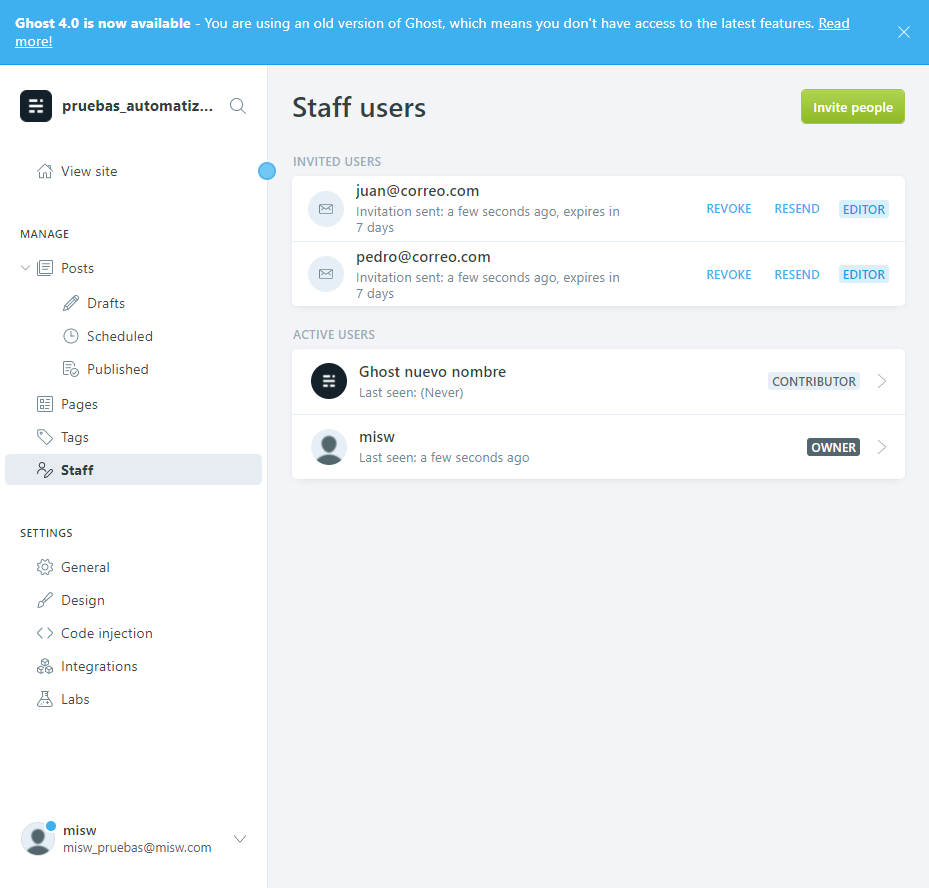 Ghost 4.0 is now available - You are using an old version of Ghost, which means you don't have access to the latest features. Read
more!
pruebas_automatiz...
View site
MANAGE
Posts
Drafts
Scheduled
Published
Pages
Tags
Staff
SETTINGS
General
Design
Code injection
Integrations
Labs
misw
misw_pruebas@misw.com
Staff users
Invite people
INVITED USERS
juan@correo.com
Invitation sent: a few seconds ago, expires in
7 days
REVOKE RESEND EDITOR
pedro@correo.com
Invitation sent: a few seconds ago, expires in
7 days
REVOKE RESEND EDITOR
ACTIVE USERS
Ghost nuevo nombre
Last seen: (Never)
CONTRIBUTOR
misw
Last seen: a few seconds ago
OWNER